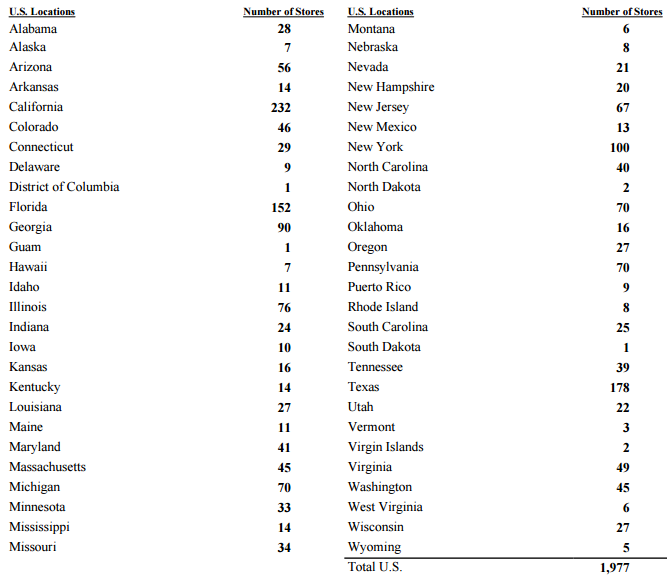 U.S. Locations Number of Stores U.S. Locations Number of Stores
Alabama 28 Montana 6
Alaska 7 Nebraska 8
Arizona 56 Nevada 21
Arkansas 14 New Hampshire 20
California 232 New Jersey 67
Colorado 46 New Mexico 13
Connecticut 29 New York 100
Delaware 9 North Carolina 40
District of Columbia 1 North Dakota 2
Florida 152 Ohio 70
Georgia 90 Oklahoma 16
Guam 1 Oregon 27
Hawaii 7 Pennsylvania 70
Idaho 11 Puerto Rico 9
Illinois 76 Rhode Island 8
Indiana 24 South Carolina 25
Iowa 10 South Dakota 1
Kansas 16 Tennessee 39
Kentucky 14 Texas 178
Louisiana 27 Utah 22
Maine 11 Vermont 3
Maryland 41 Virgin Islands 2
Massachusetts 45 Virginia 49
Michigan 70 Washington 45
Minnesota 33 West Virginia 6
Mississippi 14 Wisconsin 27
Missouri 34 Wyoming 5
Total U.S. 1,977